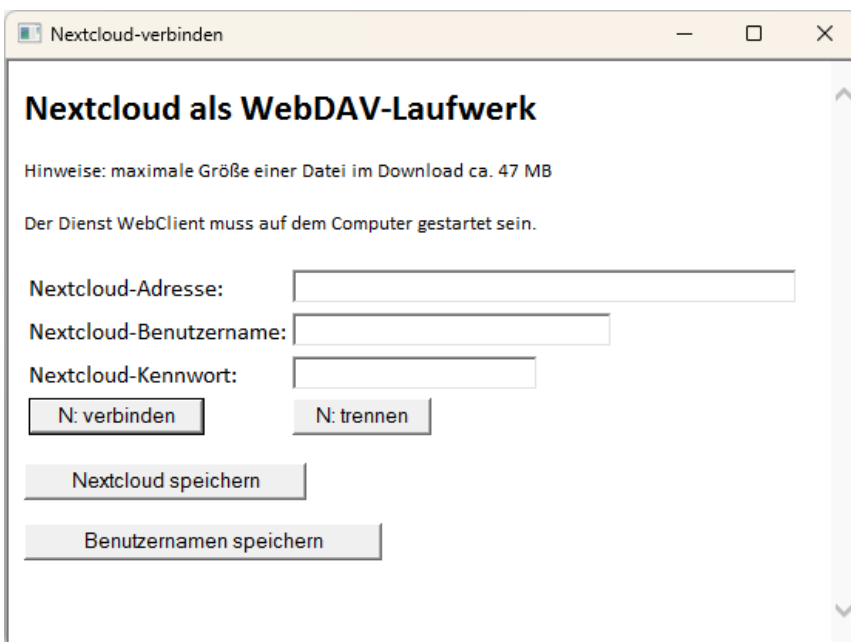 Nextcloud-verbinden
Nextcloud als WebDAV-Laufwerk
Hinweise: maximale Größe einer Datei im Download ca. 47 MB
Der Dienst WebClient muss auf dem Computer gestartet sein.
Nextcloud-Adresse:
Nextcloud-Benutzername:
Nextcloud-Kennwort:
N: verbinden N: trennen
Nextcloud speichern
Benutzernamen speichern